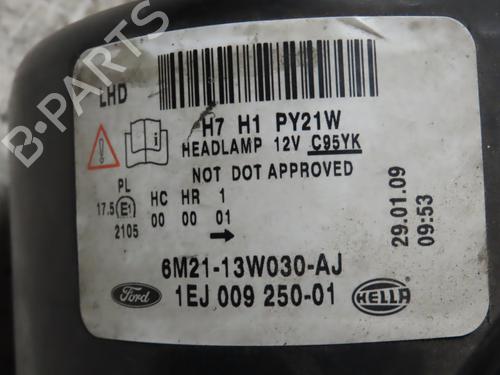 B-PARTS
LHD
H7 H1 PY21W
HEADLAMP 12V C95YK
NOT DOT APPROVED
PL
17.5 E1 HC HR 1
2105 00 00 01
29.01.09
09:53
6M21-13W030-AJ
Ford 1EJ 009 250-01 HELLA